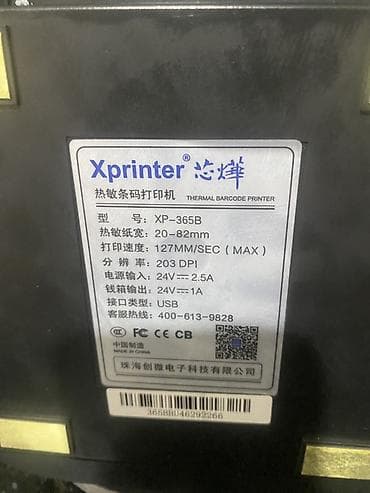 Xprinter® 芯烨
热敏条码打印机 THERMAL BARCODE PRINTER
型 号: XP-365B
热敏纸宽: 20-82mm
打印速度: 127MM/SEC (MAX)
分 辨 率: 203 DPI
电源输入: 24V⎓2.5A
钱箱输出: 24V⎓1A
接口类型: USB
客服热线: 400-613-9828
CCC FC CE CB
中国制造
MADE IN CHINA
珠海创微电子科技有限公司
365BBU46292266